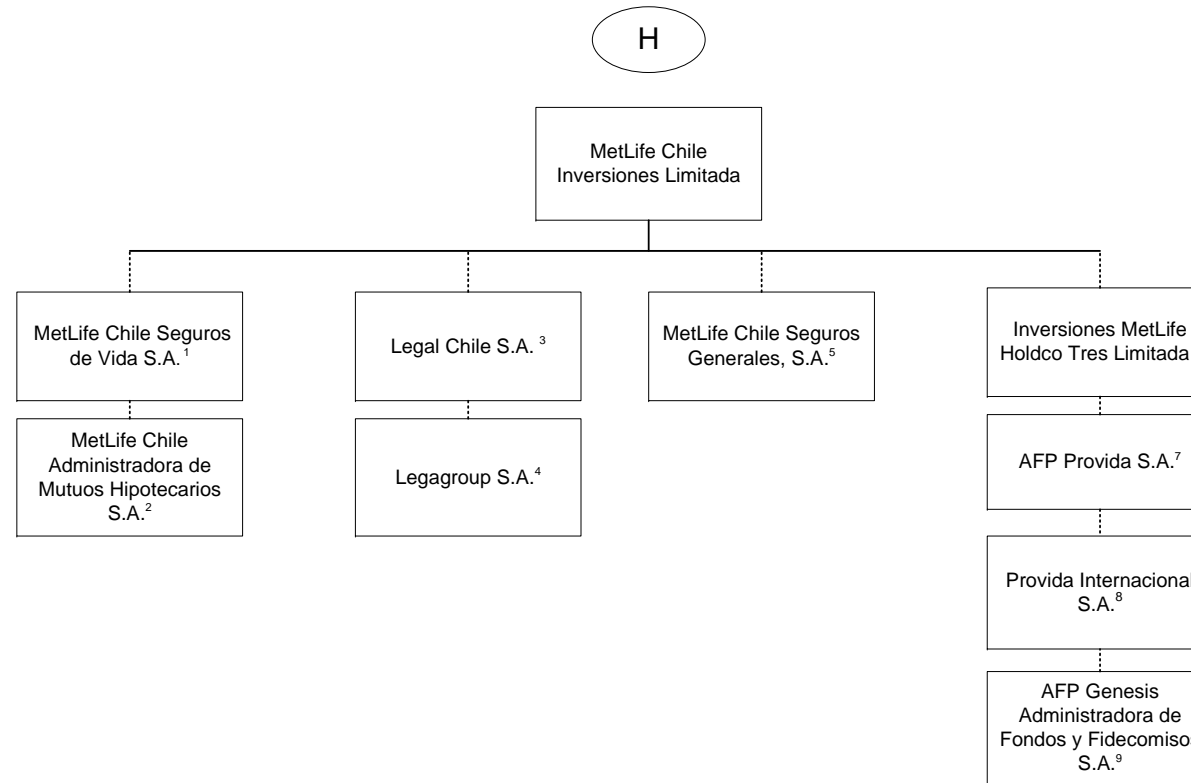 H
MetLife Chile
Inversiones Limitada
MetLife Chile Seguros
de Vida S.A. 1
Legal Chile S.A. 3
MetLife Chile Seguros
Generales, S.A.5
Inversiones MetLife
Holdco Tres Limitada
MetLife Chile
Administradora de
Mutuos Hipotecarios
S.A.2
Legagroup S.A.4
AFP Provida S.A.7
Provida Internacional
S.A.8
AFP Genesis
Administradora de
Fondos y Fidecomisos
S.A.9